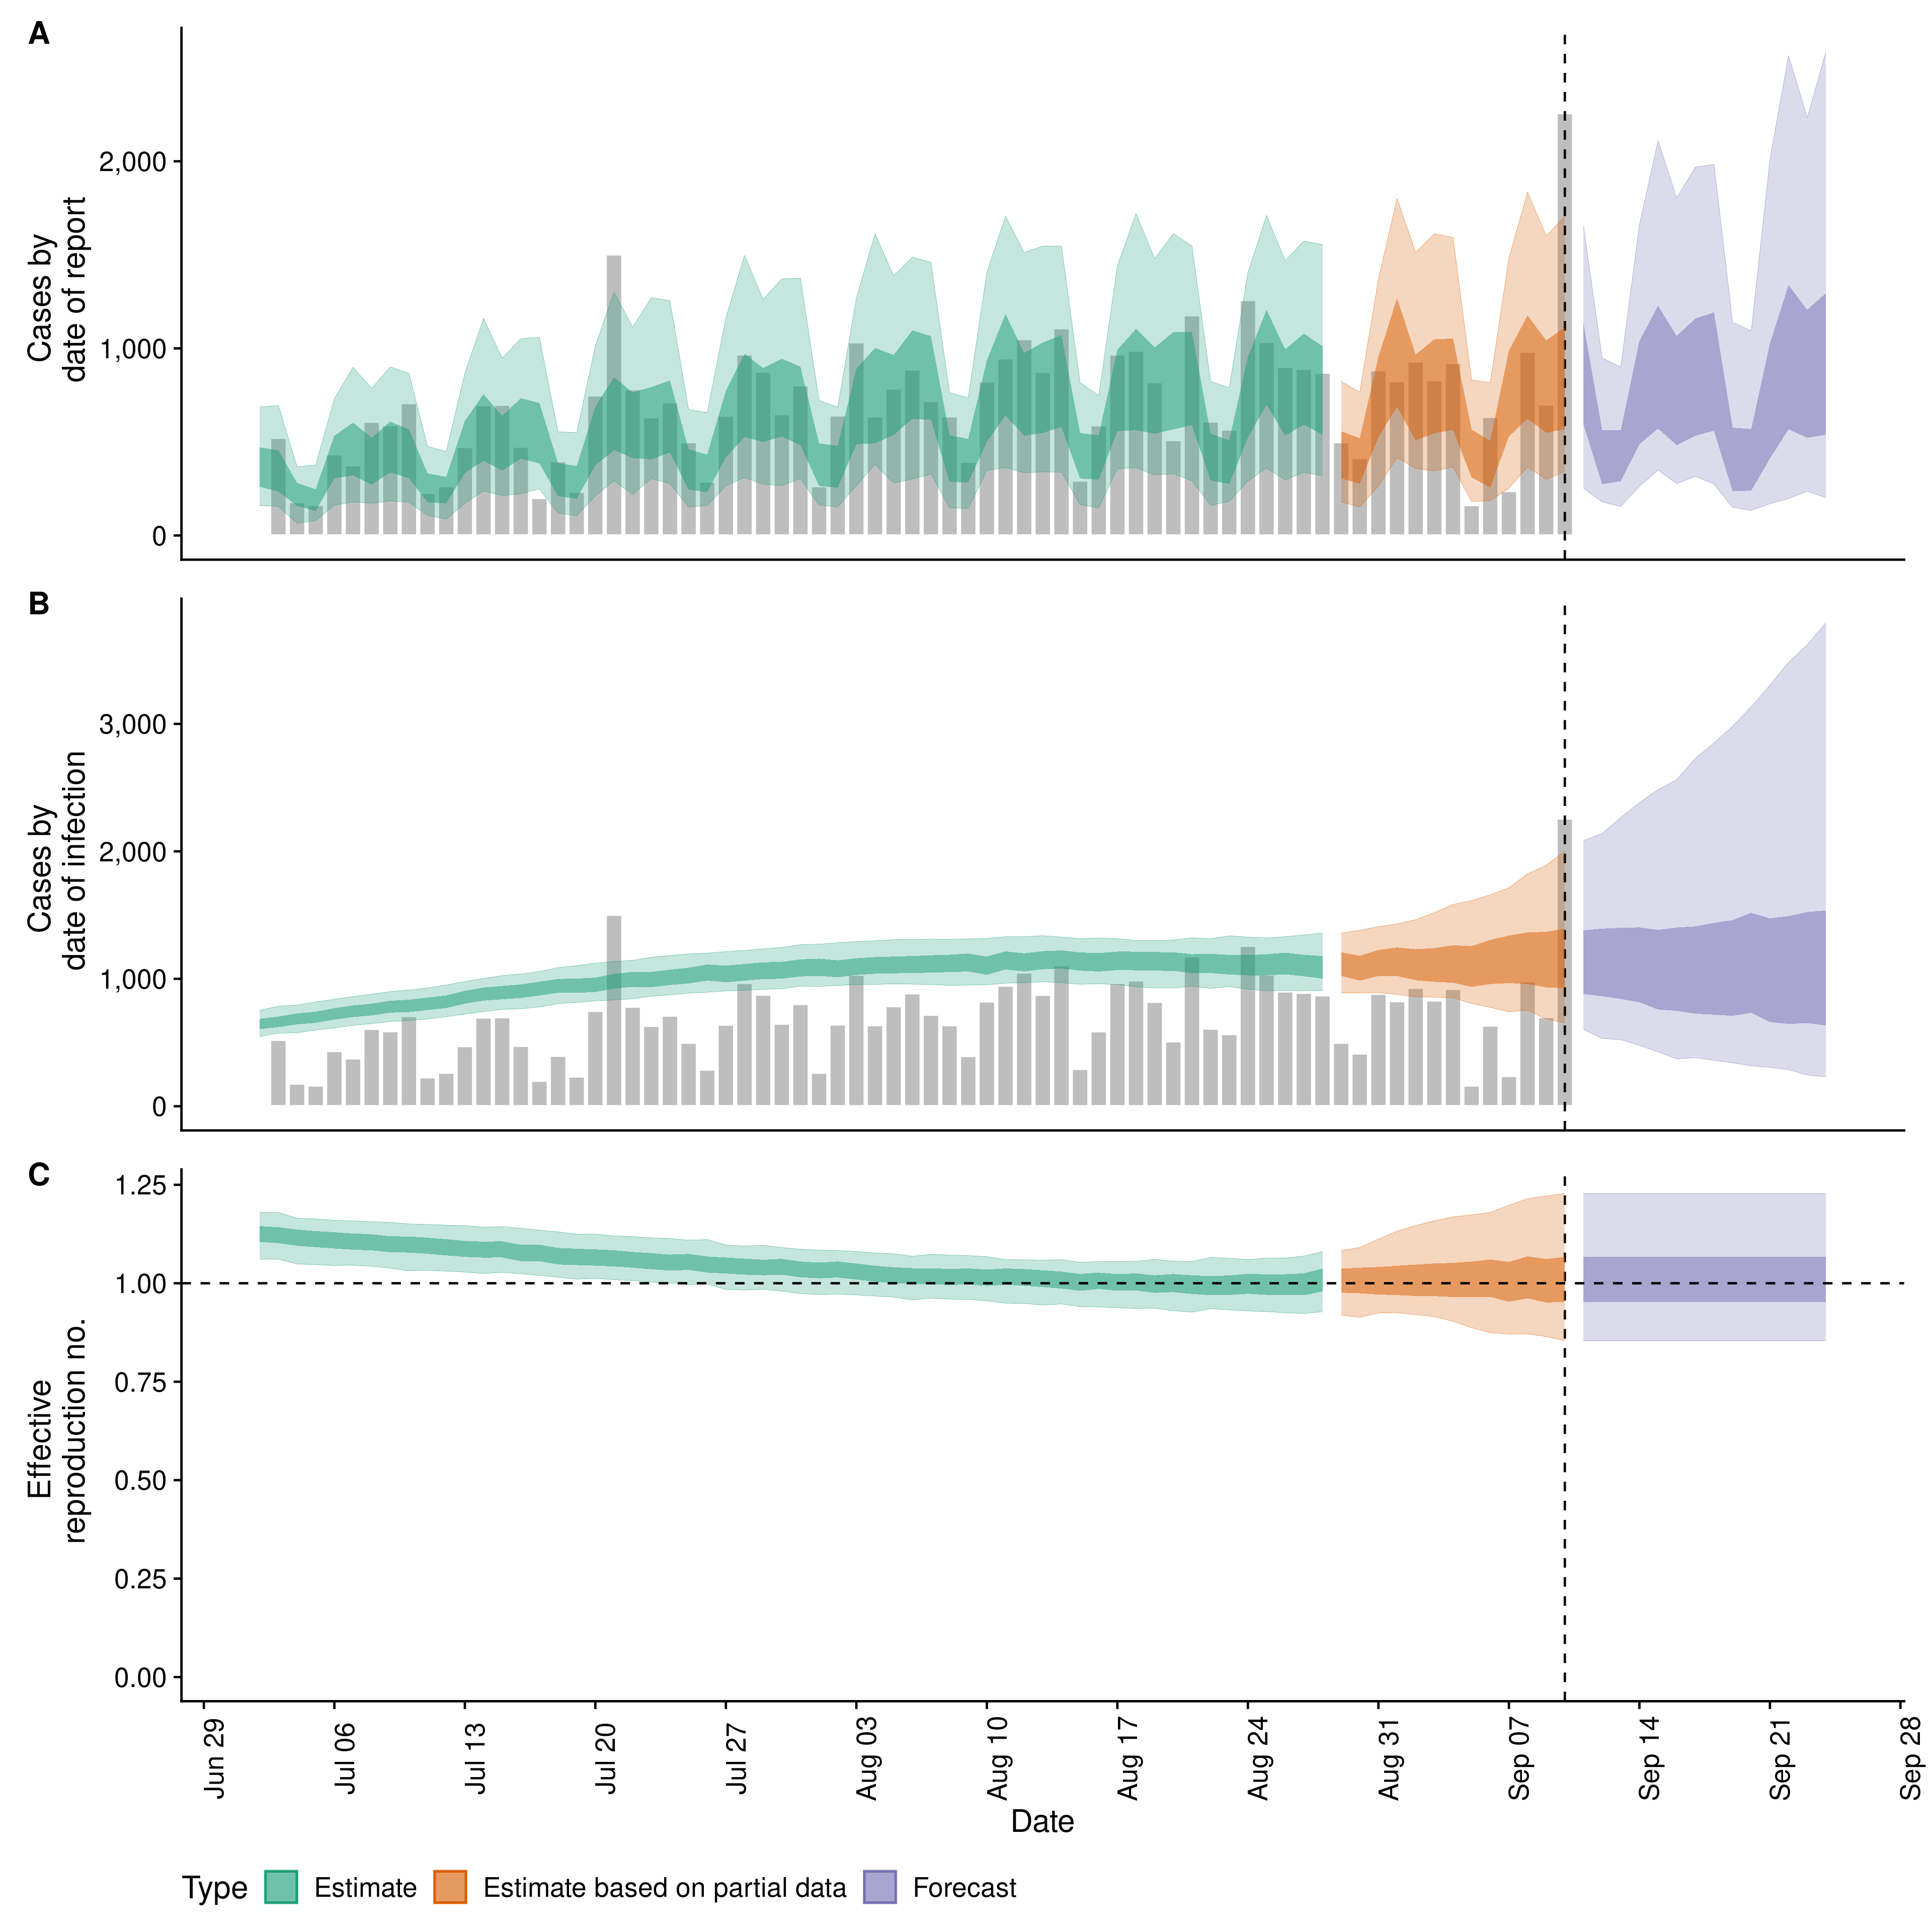 A
Cases by
date of report
2,000
1,000
0
B
Cases by
date of infection
3,000
2,000
1,000
0
C
Effective
reproduction no.
1.25
1.00
0.75
0.50
0.25
0.00
Jun 29
Jul 06
Jul 13
Jul 20
Jul 27
Aug 03
Aug 10
Aug 17
Aug 24
Aug 31
Sep 07
Sep 14
Sep 21
Sep 28
Date
Type Estimate Estimate based on partial data Forecast